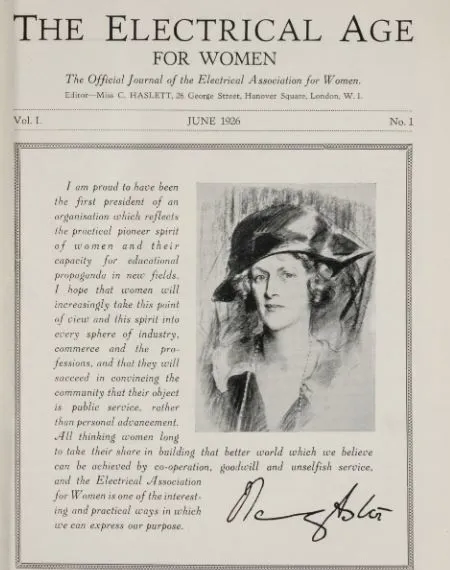 THE ELECTRICAL AGE
FOR WOMEN
The Official Journal of the Electrical Association for Women.
Editor—Miss C. HASLETT, 26 George Street, Hanover Square, London, W. 1.
Vol. I. JUNE 1926 No. 1
I am proud to have been
the first president of an
organisation which reflects
the practical pioneer spirit
of women and their
capacity for educational
propaganda in new fields.
I hope that women will
increasingly take this point
of view and this spirit into
every sphere of industry,
commerce and the pro-
fessions, and that they will
succeed in convincing the
community that their object
is public service, rather
than personal advancement.
All thinking women long
to take their share in building that better world which we believe
can be achieved by co-operation, goodwill and unselfish service,
and the Electrical Association
for Women is one of the interest-
ing and practical ways in which
we can express our purpose.
Nancy Astor